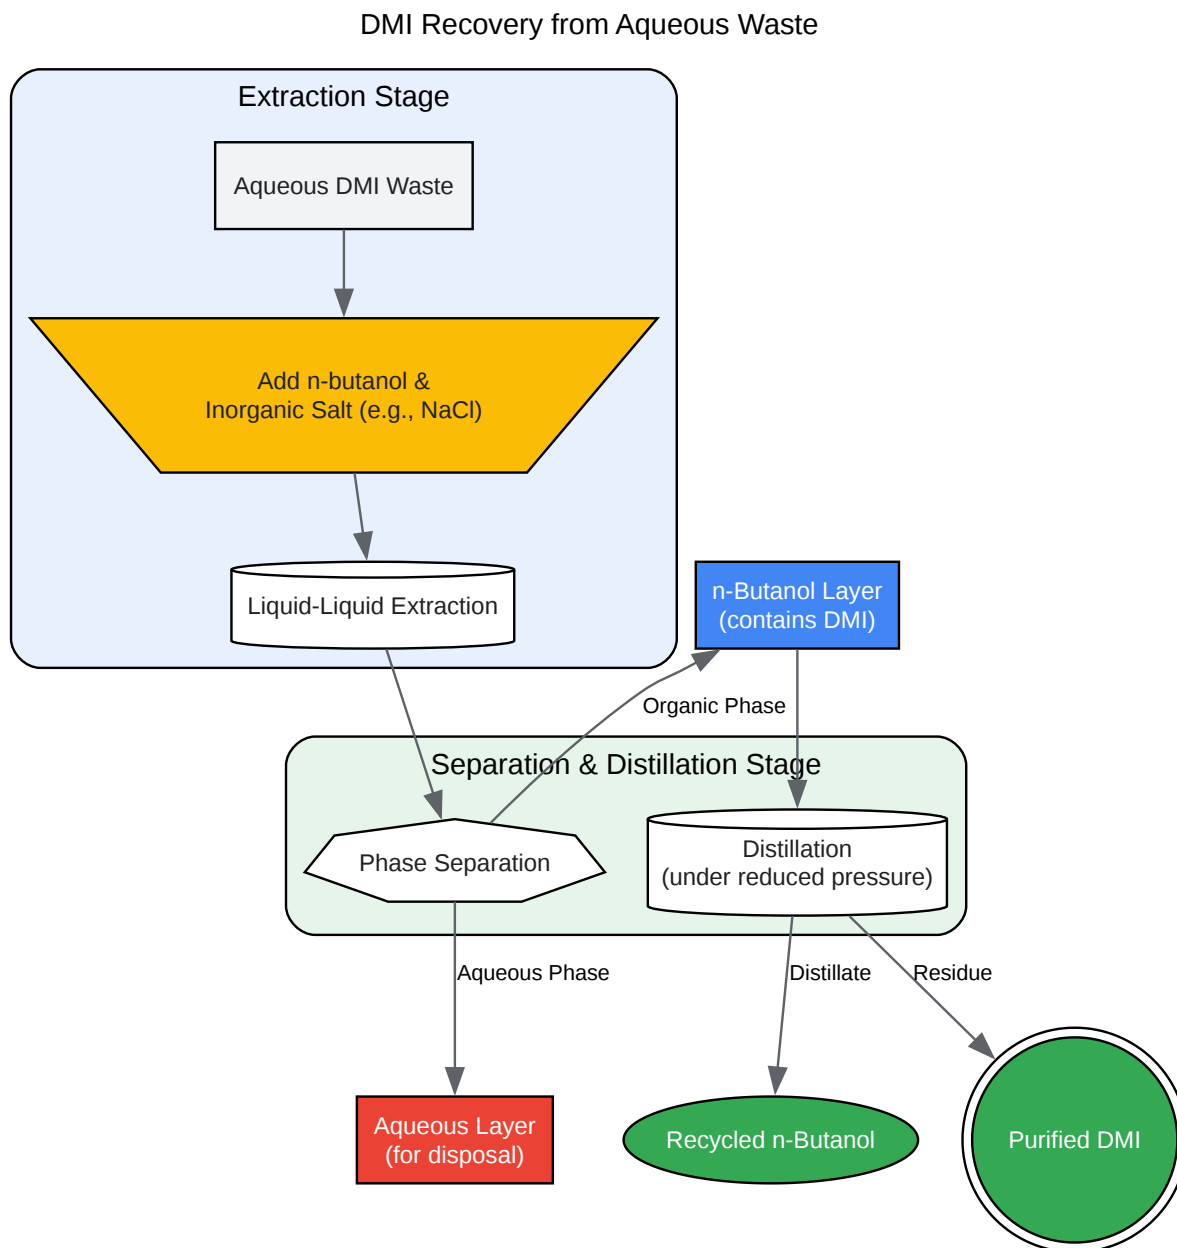 DMI Recovery from Aqueous Waste
Extraction Stage
Aqueous DMI Waste
Add n-butanol &
Inorganic Salt (e.g., NaCl)
Liquid-Liquid Extraction
n-Butanol Layer
(contains DMI)
Organic Phase
Separation & Distillation Stage
Phase Separation
Distillation
(under reduced pressure)
Aqueous Phase
Distillate
Residue
Aqueous Layer
(for disposal)
Recycled n-Butanol
Purified DMI